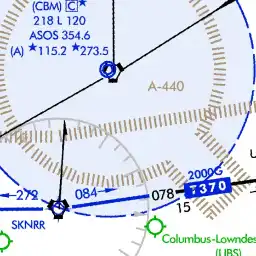 (CBM) C *
218 L 120
ASOS 354.6
(A) *115.2 *273.5
A-440
2000G
T370
272
084
078
15
SKNRR
Columbus-Lowndes
(UBS)